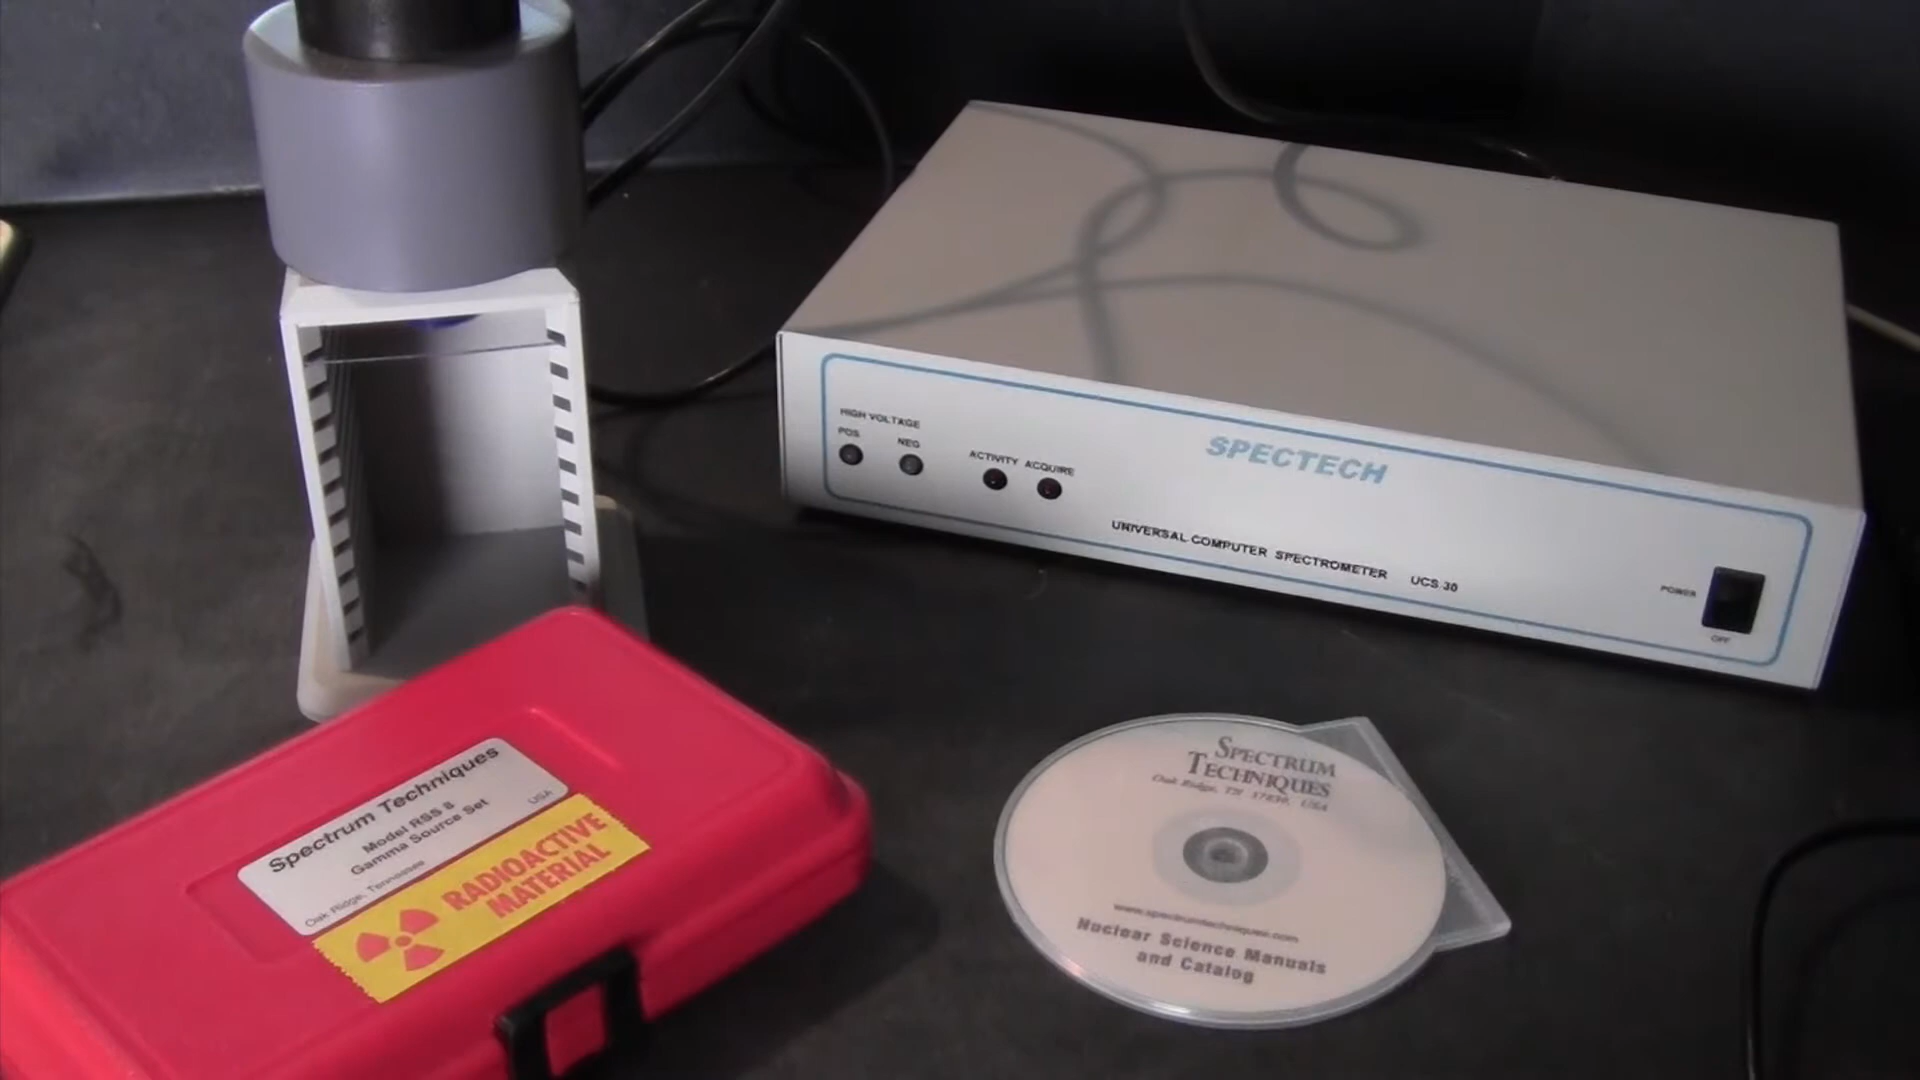 HIGH VOLTAGE
POS
NEG
ACTIVITY ACQUIRE
SPECTECH
UNIVERSAL COMPUTER SPECTROMETER UCS 30
POWER
OFF
Spectrum Techniques
Model RSS 8
Gamma Source Set
Oak Ridge, Tennessee
USA
RADIOACTIVE
MATERIAL
SPECTRUM
TECHNIQUES
Oak Ridge, TN 37830, USA
www.spectrumtechniques.com
Nuclear Science Manuals
and Catalog